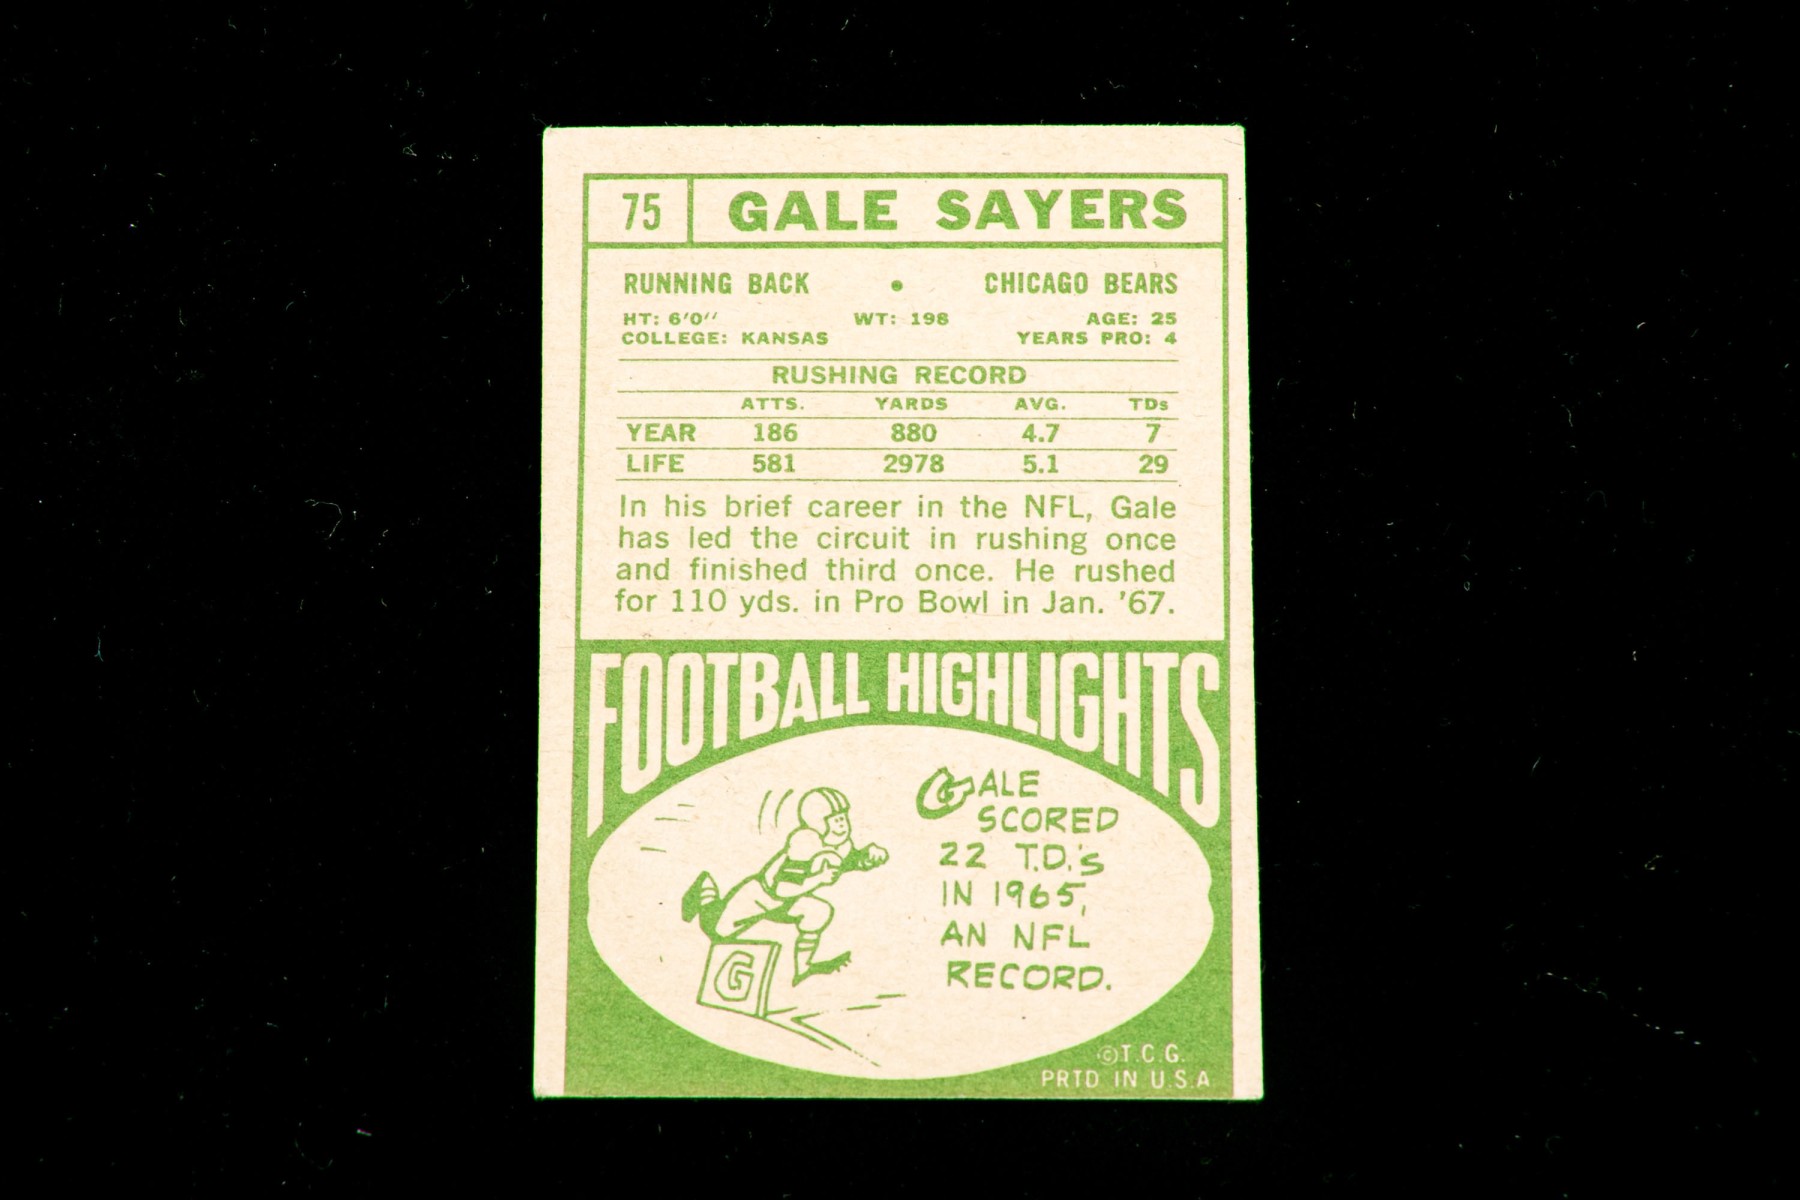 75 GALE SAYERS
RUNNING BACK • CHICAGO BEARS
HT: 6'0" WT: 198 AGE: 25
COLLEGE: KANSAS YEARS PRO: 4
RUSHING RECORD
ATTS. YARDS AVG. TDs
YEAR 186 880 4.7 7
LIFE 581 2978 5.1 29
In his brief career in the NFL, Gale
has led the circuit in rushing once
and finished third once. He rushed
for 110 yds. in Pro Bowl in Jan. '67.
FOOTBALL HIGHLIGHTS
GALE
SCORED
22 T.D.'s
IN 1965,
AN NFL
RECORD.
G
©T.C.G.
PRTD IN U.S.A